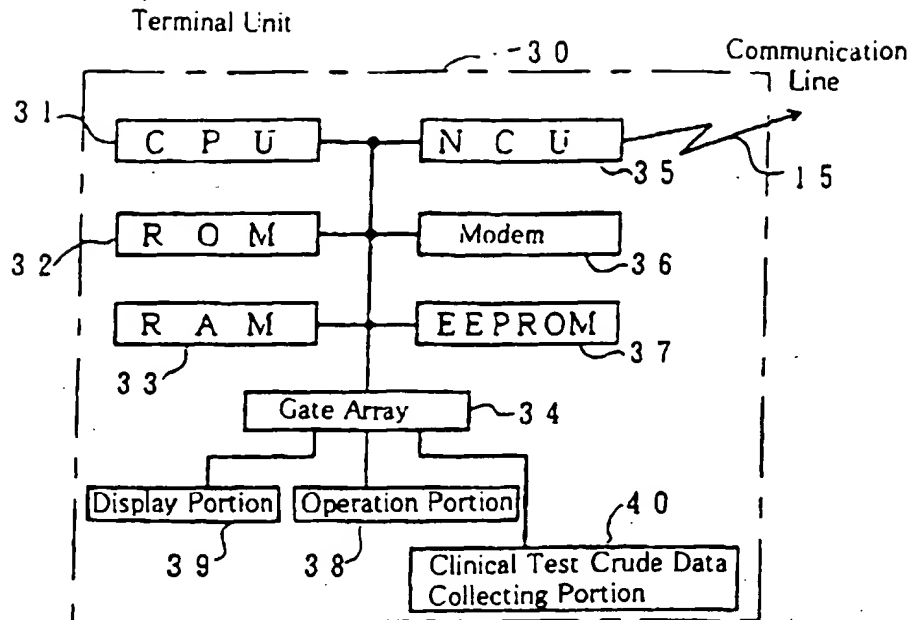 Terminal Unit
30
Communication
Line
31
CPU
NCU
35
15
32
ROM
Modem
36
33
RAM
EEPROM
37
Gate Array
34
Display Portion
Operation Portion
39
38
40
Clinical Test Crude Data
Collecting Portion